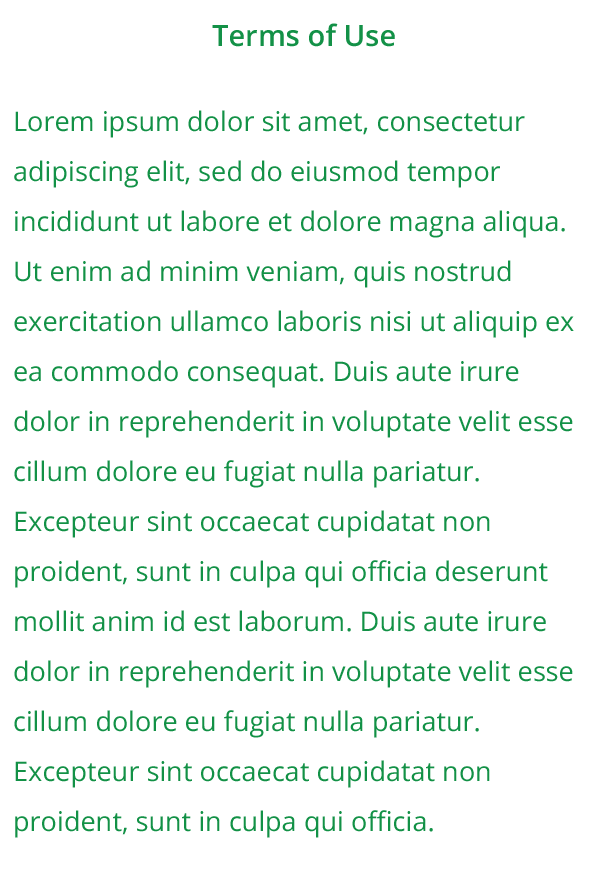 Terms of Use
Lorem ipsum dolor sit amet, consectetur
adipiscing elit, sed do eiusmod tempor
incididunt ut labore et dolore magna aliqua.
Ut enim ad minim veniam, quis nostrud
exercitation ullamco laboris nisi ut aliquip ex
ea commodo consequat. Duis aute irure
dolor in reprehenderit in voluptate velit esse
cillum dolore eu fugiat nulla pariatur.
Excepteur sint occaecat cupidatat non
proident, sunt in culpa qui officia deserunt
mollit anim id est laborum. Duis aute irure
dolor in reprehenderit in voluptate velit esse
cillum dolore eu fugiat nulla pariatur.
Excepteur sint occaecat cupidatat non
proident, sunt in culpa qui officia.